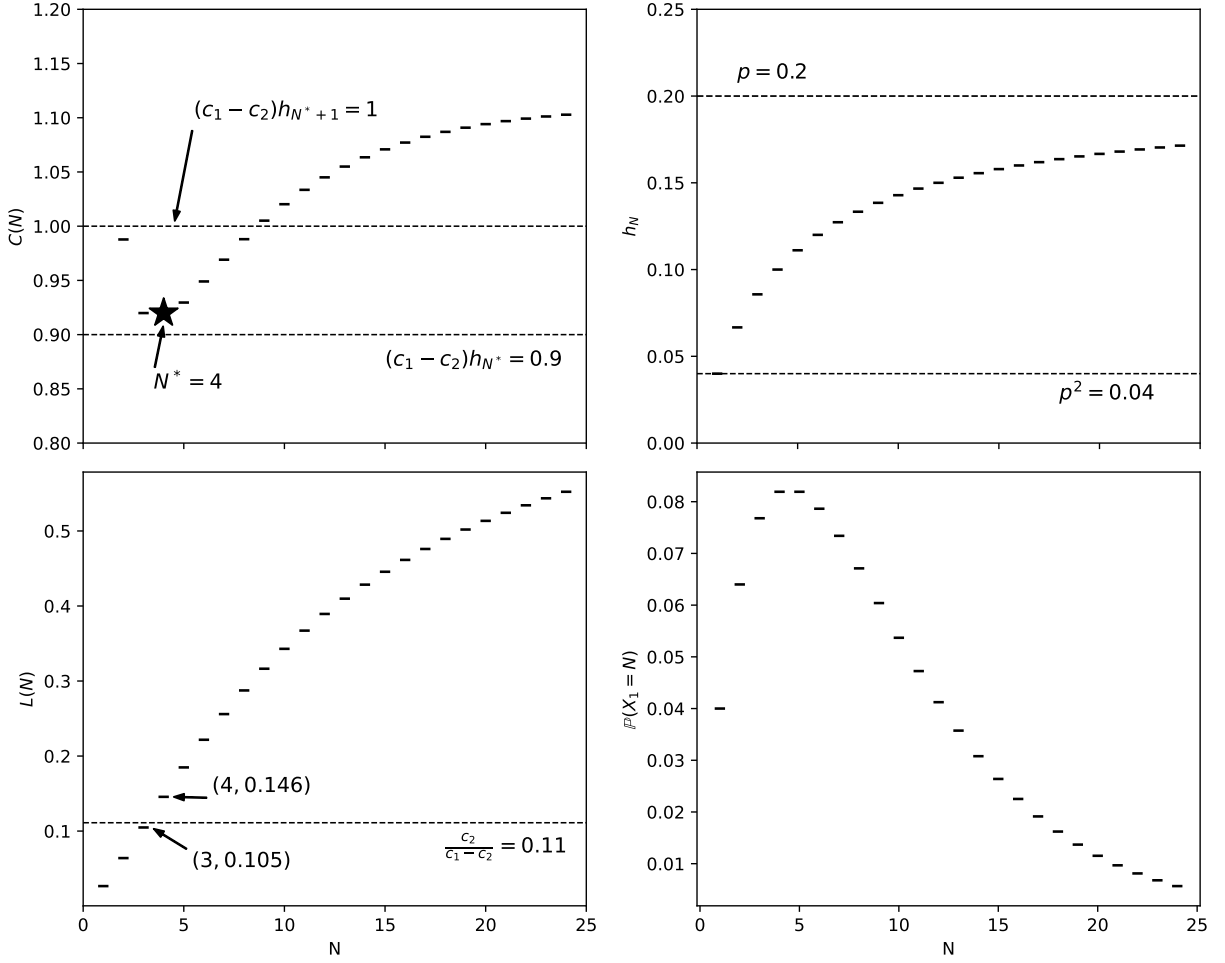 1.20
1.15
1.10
1.05
1.00
0.95
0.90
0.85
0.80
C(N)
(c₁ − c₂)h_{N*+1} = 1
(c₁ − c₂)h_{N*} = 0.9
N* = 4
0.25
0.20
0.15
0.10
0.05
0.00
h_N
p = 0.2
p² = 0.04
0.5
0.4
0.3
0.2
0.1
L(N)
(4, 0.146)
(3, 0.105)
c₂/(c₁−c₂) = 0.11
0 5 10 15 20 25
N
0.08
0.07
0.06
0.05
0.04
0.03
0.02
0.01
ℙ(X₁ = N)
0 5 10 15 20 25
N